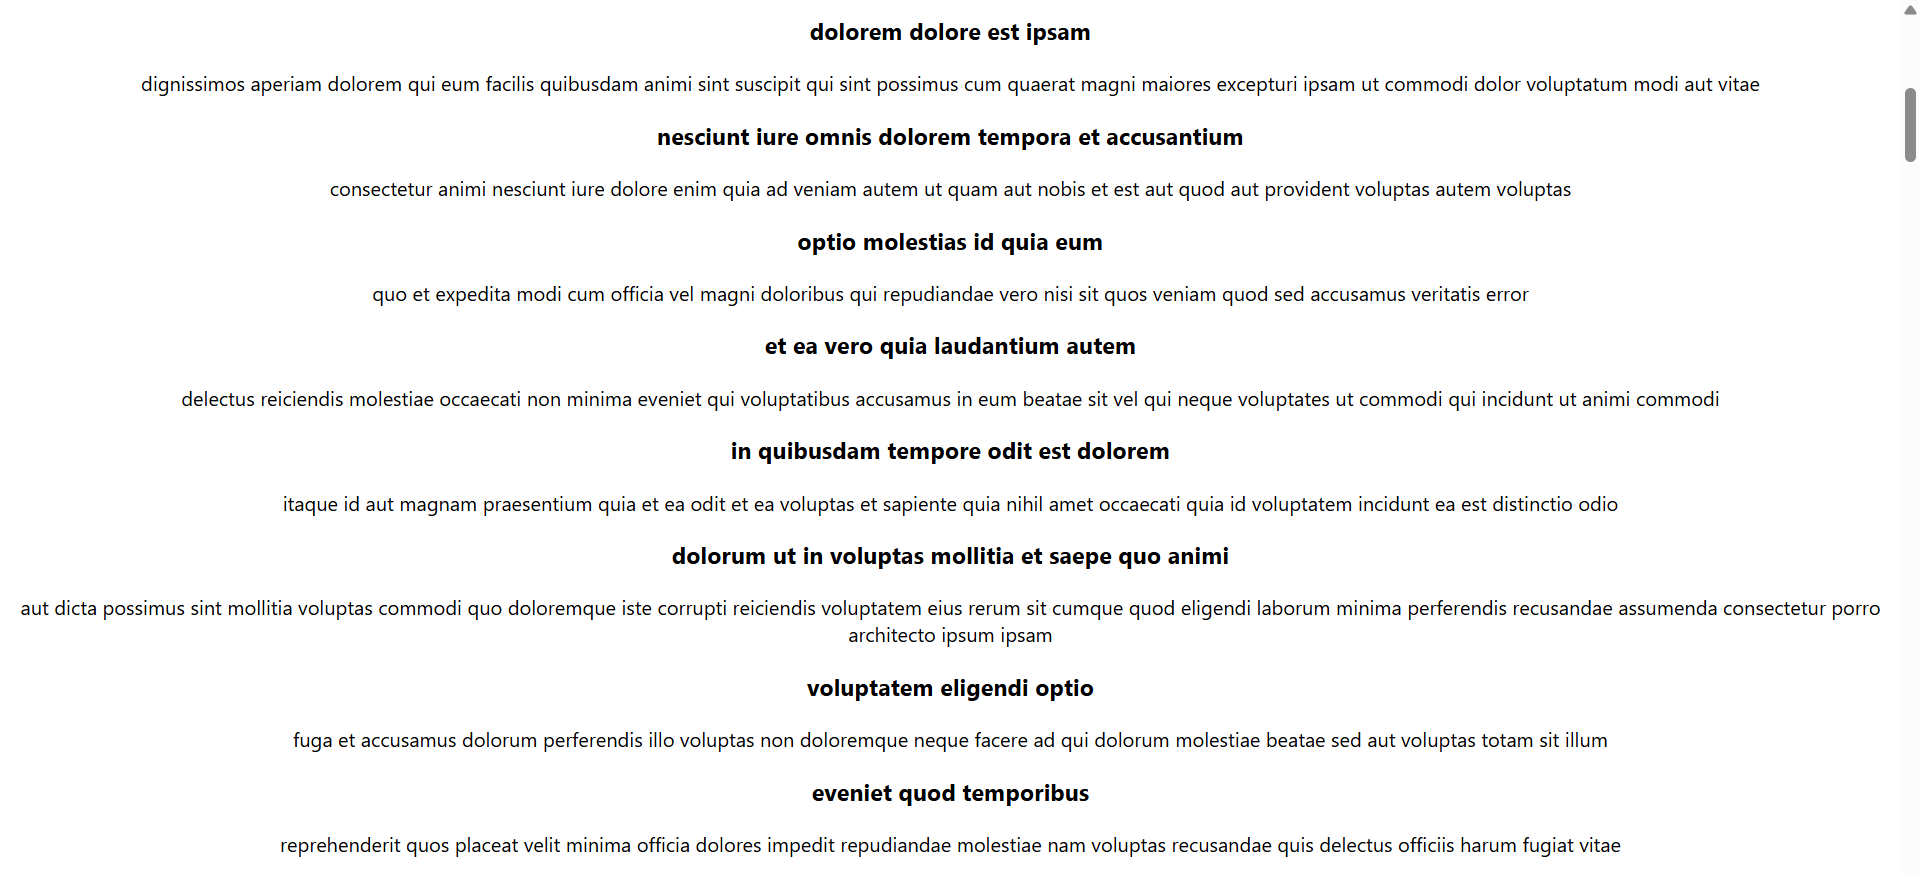 dolorem dolore est ipsam
dignissimos aperiam dolorem qui eum facilis quibusdam animi sint suscipit qui sint possimus cum quaerat magni maiores excepturi ipsam ut commodi dolor voluptatum modi aut vitae
nesciunt iure omnis dolorem tempora et accusantium
consectetur animi nesciunt iure dolore enim quia ad veniam autem ut quam aut nobis et est aut quod aut provident voluptas autem voluptas
optio molestias id quia eum
quo et expedita modi cum officia vel magni doloribus qui repudiandae vero nisi sit quos veniam quod sed accusamus veritatis error
et ea vero quia laudantium autem
delectus reiciendis molestiae occaecati non minima eveniet qui voluptatibus accusamus in eum beatae sit vel qui neque voluptates ut commodi qui incidunt ut animi commodi
in quibusdam tempore odit est dolorem
itaque id aut magnam praesentium quia et ea odit et ea voluptas et sapiente quia nihil amet occaecati quia id voluptatem incidunt ea est distinctio odio
dolorum ut in voluptas mollitia et saepe quo animi
aut dicta possimus sint mollitia voluptas commodi quo doloremque iste corrupti reiciendis voluptatem eius rerum sit cumque quod eligendi laborum minima perferendis recusandae assumenda consectetur porro
architecto ipsum ipsam
voluptatem eligendi optio
fuga et accusamus dolorum perferendis illo voluptas non doloremque neque facere ad qui dolorum molestiae beatae sed aut voluptas totam sit illum
eveniet quod temporibus
reprehenderit quos placeat velit minima officia dolores impedit repudiandae molestiae nam voluptas recusandae quis delectus officiis harum fugiat vitae